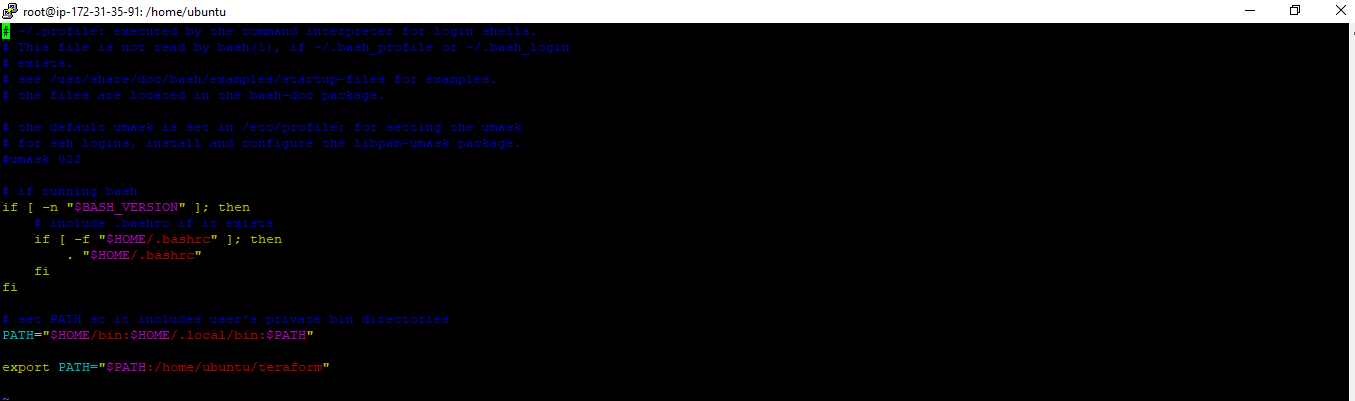 root@ip-172-31-35-91: /home/ubuntu
# ~/.profile: executed by the command interpreter for login shells.
# This file is not read by bash(1), if ~/.bash_profile or ~/.bash_login
# exists.
# see /usr/share/doc/bash/examples/startup-files for examples.
# the files are located in the bash-doc package.
# the default umask is set in /etc/profile; for setting the umask
# for ssh logins, install and configure the libpam-umask package.
#umask 022
# if running bash
if [ -n "$BASH_VERSION" ]; then
    # include .bashrc if it exists
    if [ -f "$HOME/.bashrc" ]; then
        . "$HOME/.bashrc"
    fi
fi
# set PATH so it includes user's private bin directories
PATH="$HOME/bin:$HOME/.local/bin:$PATH"
export PATH="$PATH:/home/ubuntu/teraform"
~